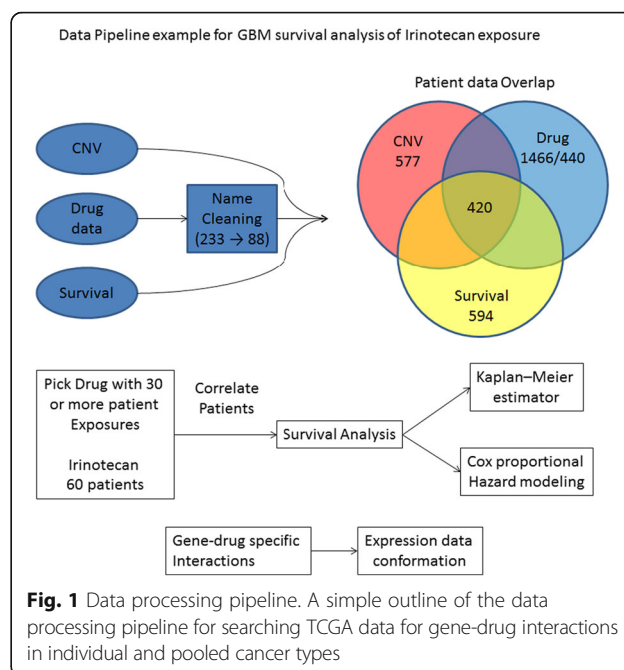 Data Pipeline example for GBM survival analysis of Irinotecan exposure
CNV
Drug
data
Name
Cleaning
(233 → 88)
Survival
Patient data Overlap
CNV
577
Drug
1466/440
420
Survival
594
Pick Drug with 30
or more patient
Exposures
Irinotecan
60 patients
Correlate
Patients
Survival Analysis
Kaplan–Meier
estimator
Cox proportional
Hazard modeling
Gene-drug specific
Interactions
Expression data
conformation
Fig. 1 Data processing pipeline. A simple outline of the data
processing pipeline for searching TCGA data for gene-drug interactions
in individual and pooled cancer types